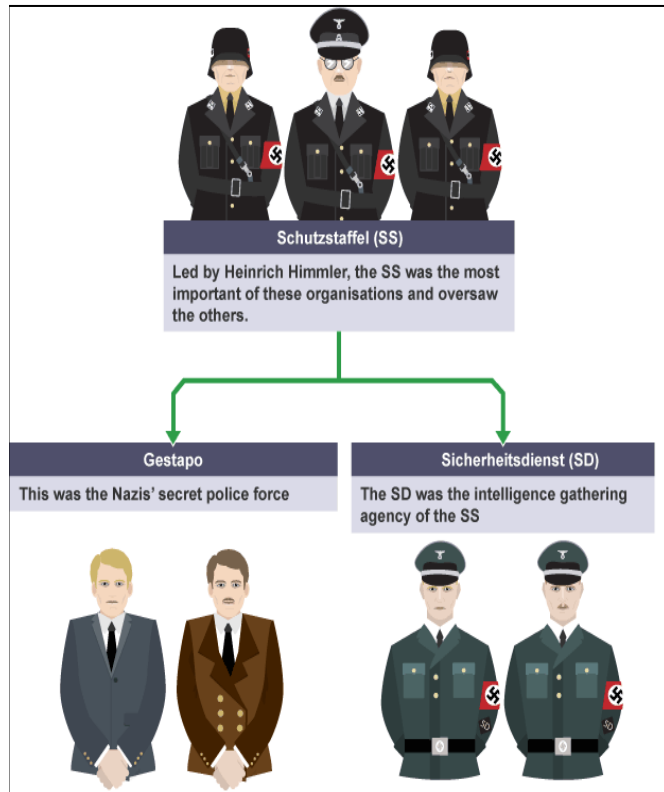 Schutzstaffel (SS)
Led by Heinrich Himmler, the SS was the most
important of these organisations and oversaw
the others.
Gestapo
This was the Nazis’ secret police force
Sicherheitsdienst (SD)
The SD was the intelligence gathering
agency of the SS
SD
SD